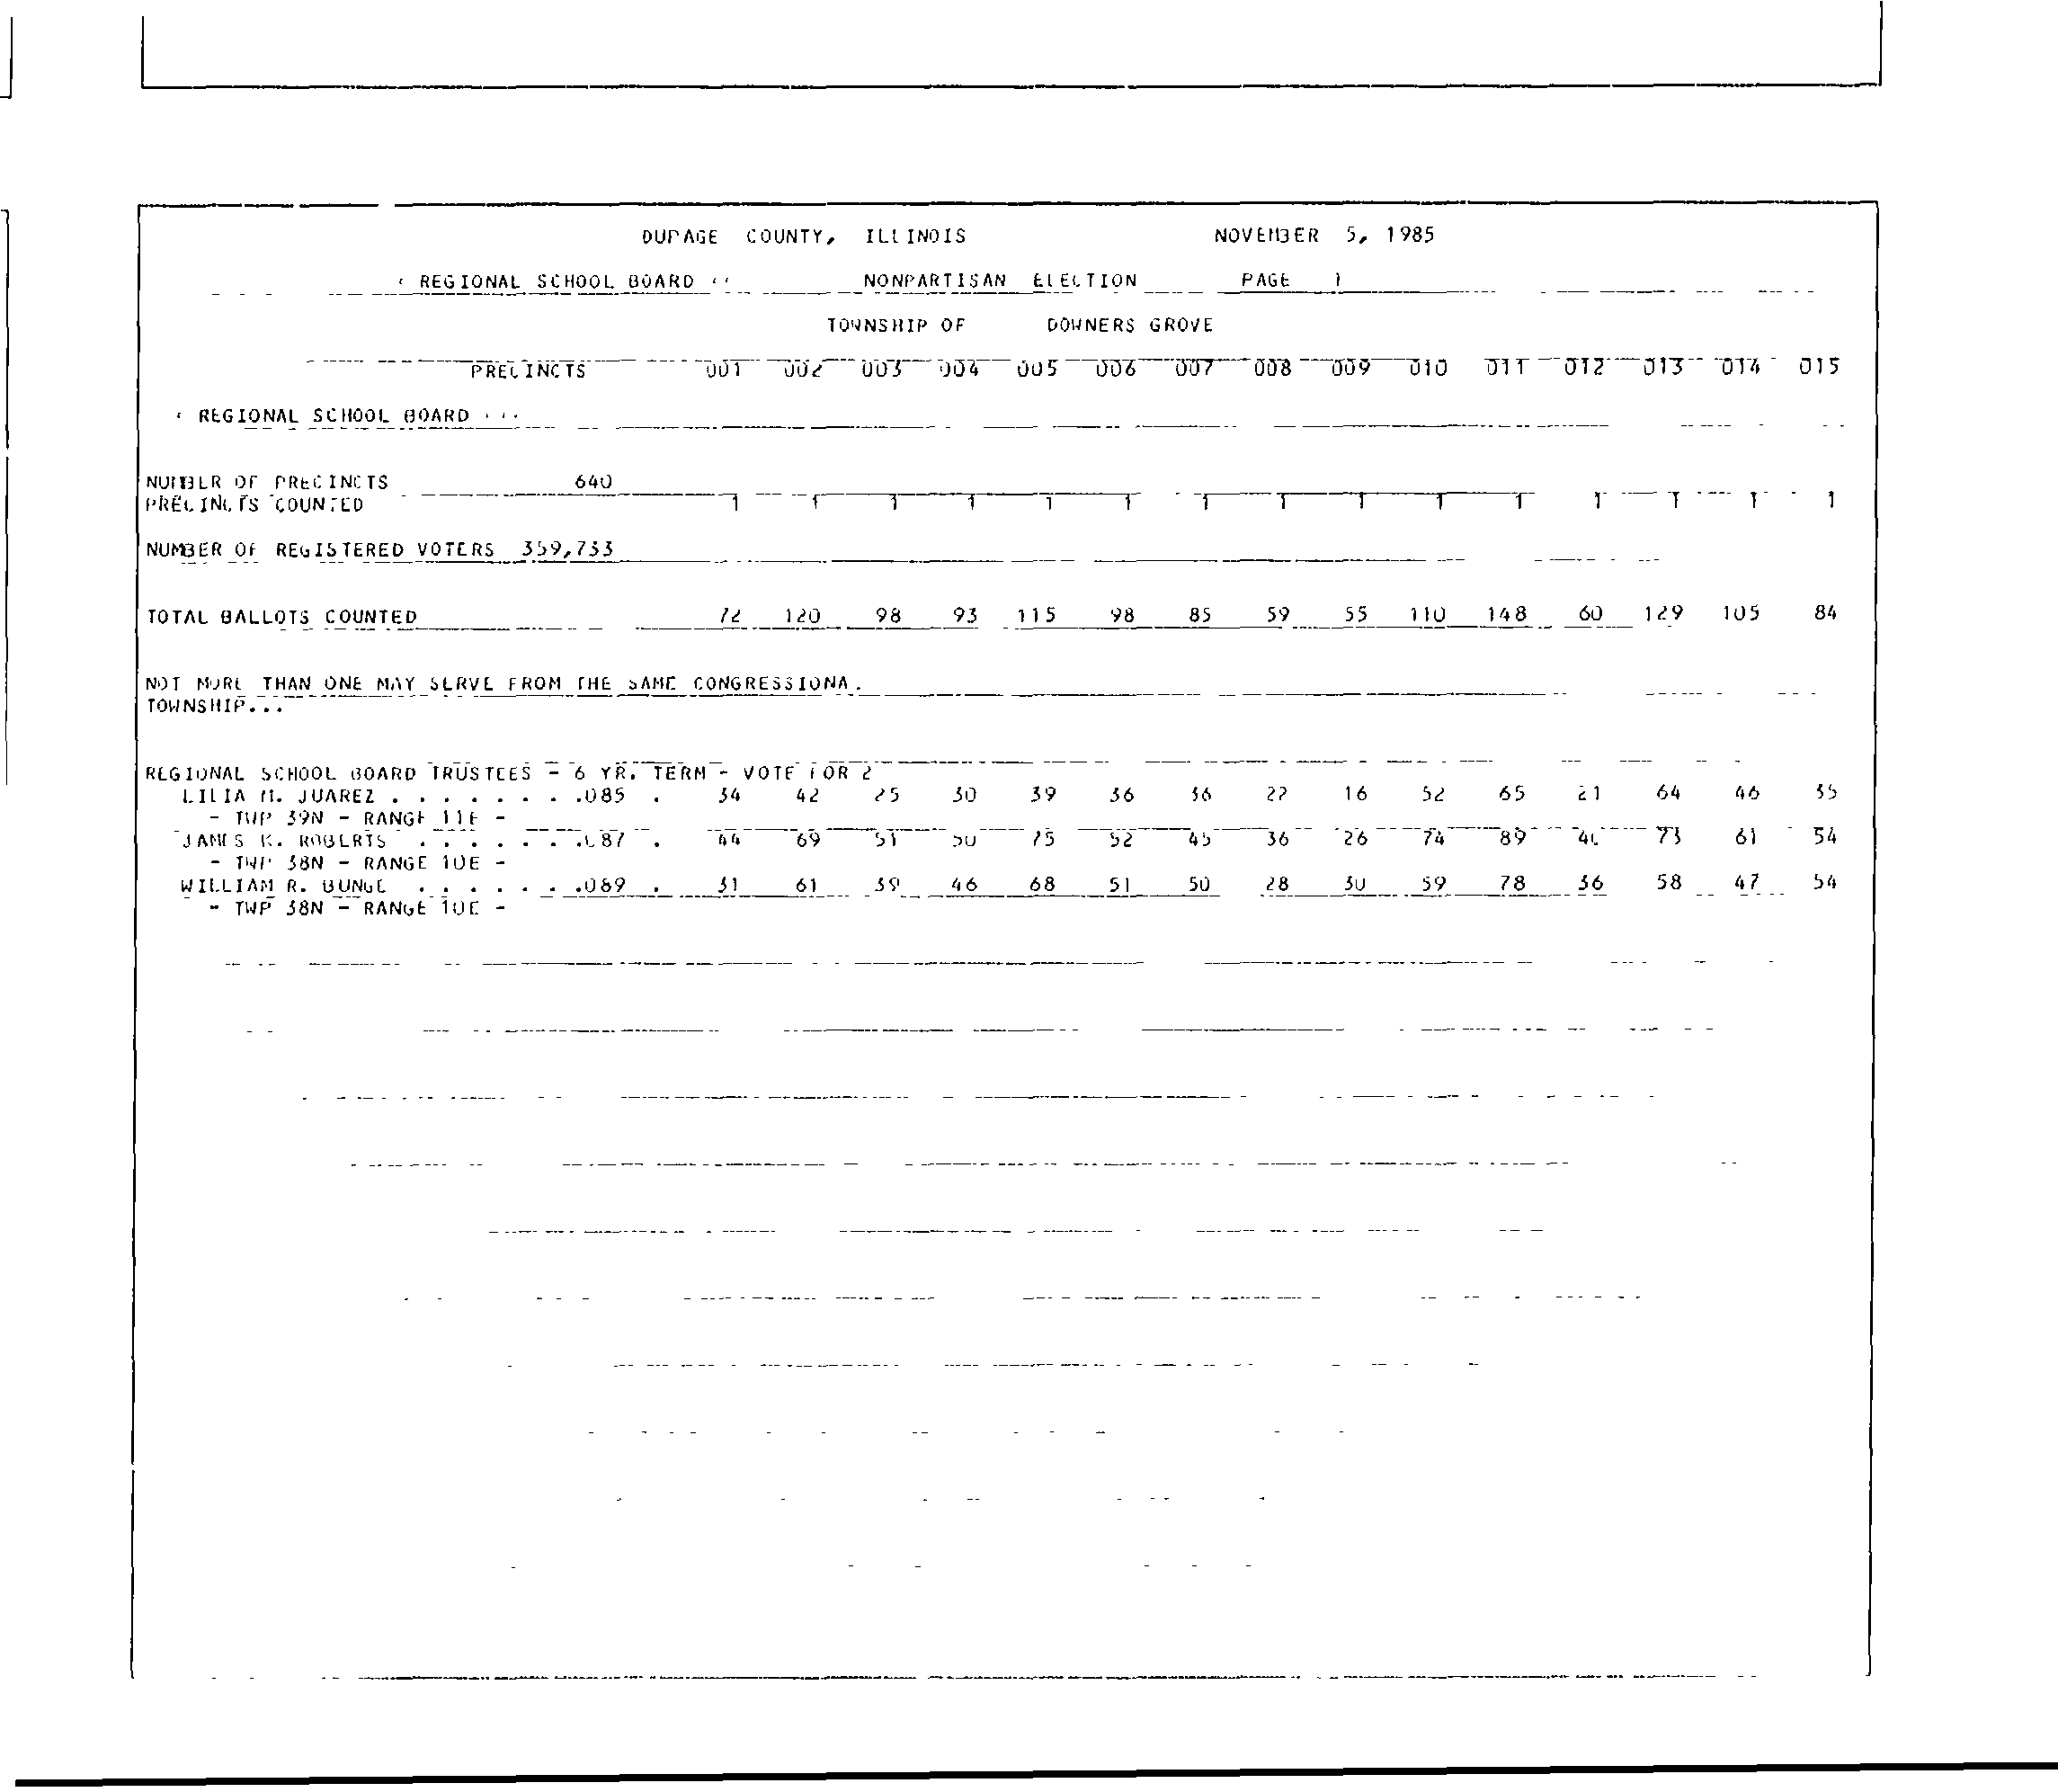 DUPAGE COUNTY, ILLINOIS NOVEMBER 5, 1985
REGIONAL SCHOOL BOARD NONPARTISAN ELECTION PAGE 1
TOWNSHIP OF DOWNERS GROVE
PRECINCTS 001 002 003 004 005 006 007 008 009 010 011 012 013 014 015
REGIONAL SCHOOL BOARD
NUMBER OF PRECINCTS 640
PRECINCTS COUNTED 1 1 1 1 1 1 1 1 1 1 1 1 1 1 1
NUMBER OF REGISTERED VOTERS 359,733
TOTAL BALLOTS COUNTED 72 120 98 93 115 98 85 59 55 110 148 60 129 105 84
NOT MORE THAN ONE MAY SERVE FROM THE SAME CONGRESSIONAL
TOWNSHIP...
REGIONAL SCHOOL BOARD TRUSTEES - 6 YR. TERM - VOTE FOR 2
LILIA M. JUAREZ . . . . . . . .085 . 34 42 25 30 39 36 36 22 16 52 65 21 64 46 35
- TWP 39N - RANGE 11E -
JAMES K. ROBERTS . . . . . . .087 . 44 69 51 50 75 52 45 36 26 74 89 40 73 61 54
- TWP 38N - RANGE 10E -
WILLIAM R. BUNGE . . . . . . .089 . 31 61 39 46 68 51 50 28 30 59 78 36 58 47 54
- TWP 38N - RANGE 10E -